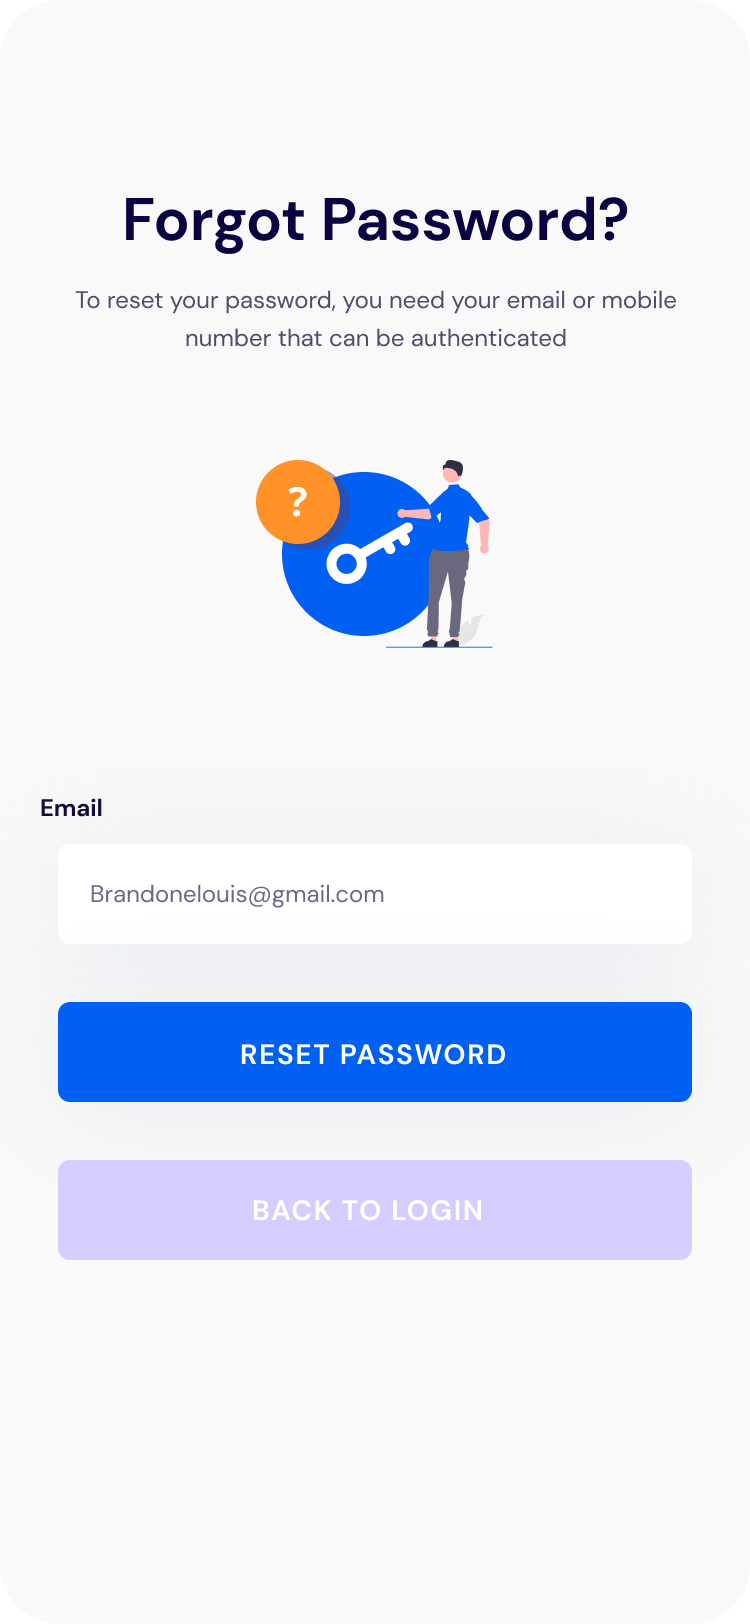 Forgot Password?
To reset your password, you need your email or mobile
number that can be authenticated
?
Email
Brandonelouis@gmail.com
RESET PASSWORD
BACK TO LOGIN